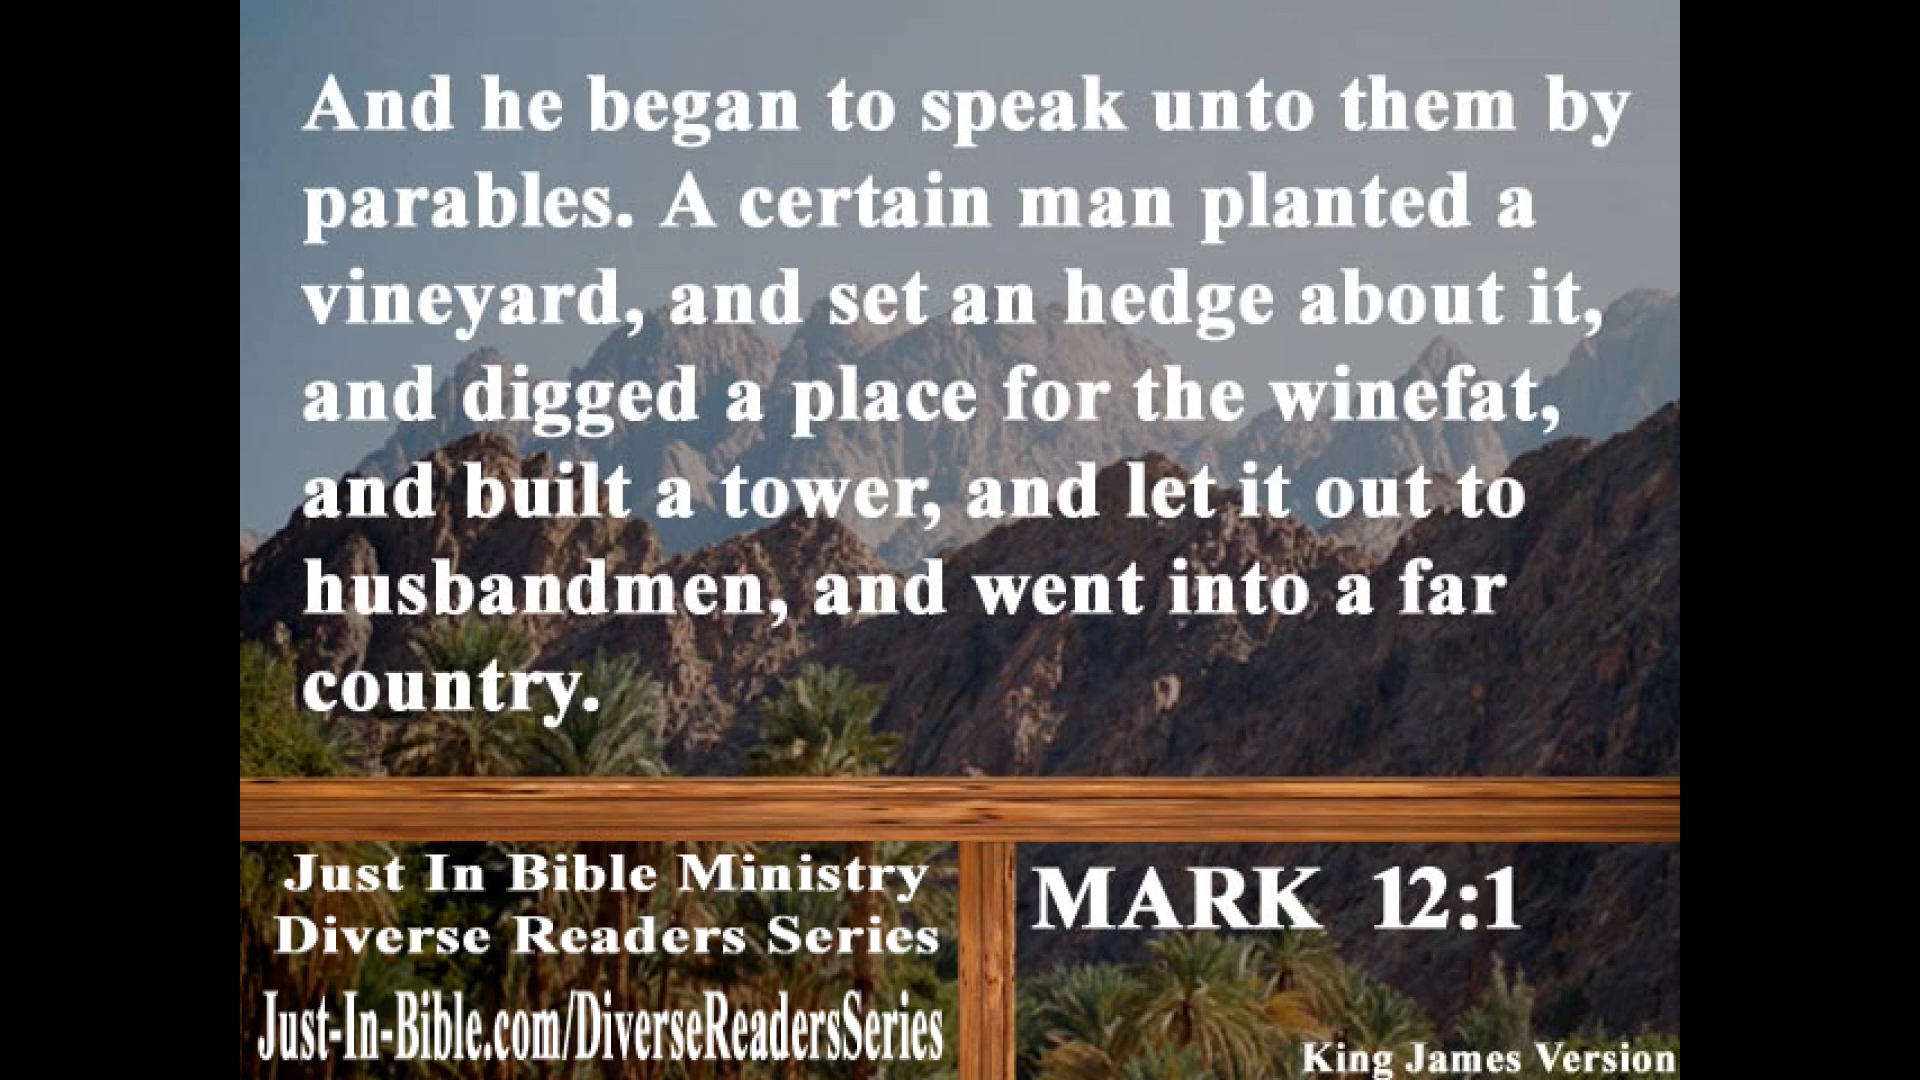 And he began to speak unto them by
parables. A certain man planted a
vineyard, and set an hedge about it,
and digged a place for the winefat,
and built a tower, and let it out to
husbandmen, and went into a far
country.
Just In Bible Ministry
Diverse Readers Series
Just-In-Bible.com/DiverseReadersSeries
MARK 12:1
King James Version